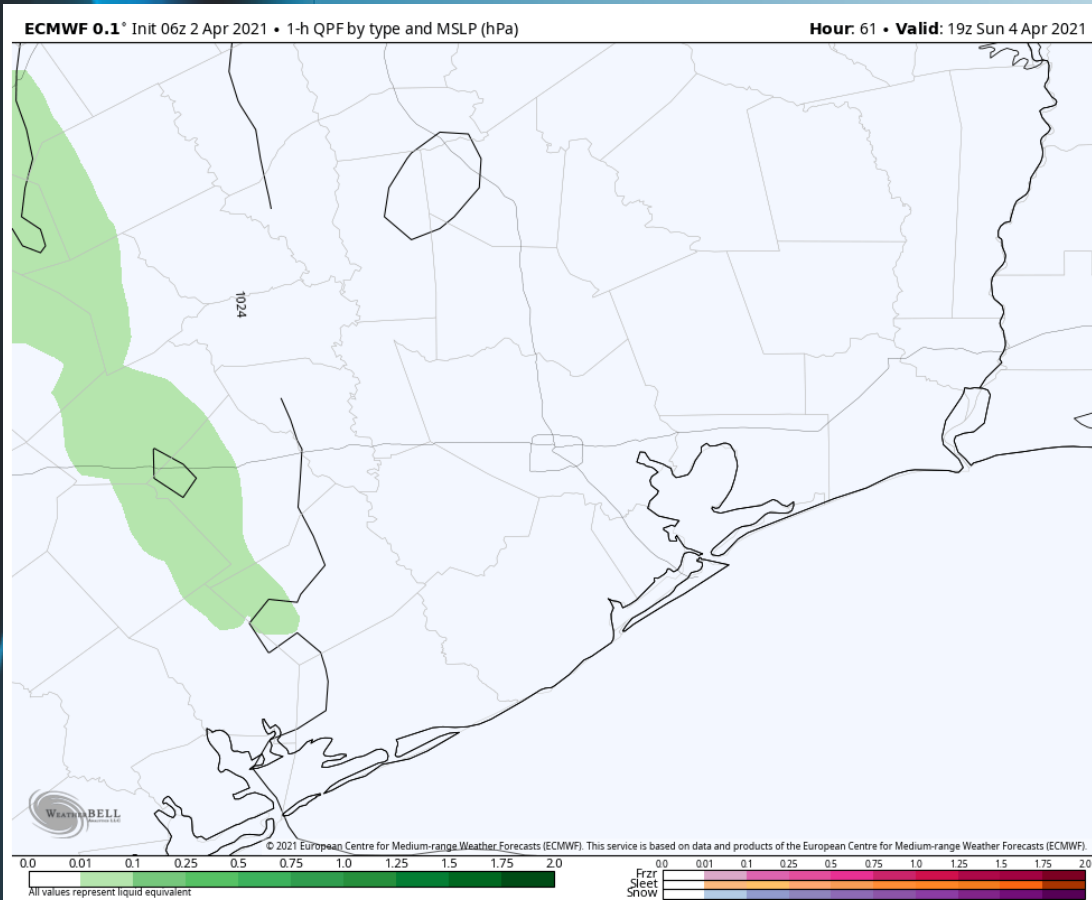 ECMWF 0.1° Init 06z 2 Apr 2021 • 1-h QPF by type and MSLP (hPa) Hour: 61 • Valid: 19z Sun 4 Apr 2021
1024
WEATHERBELL
© 2021 European Centre for Medium-range Weather Forecasts (ECMWF). This service is based on data and products of the European Centre for Medium-range Weather Forecasts (ECMWF).
0.0 0.01 0.1 0.25 0.5 0.75 1.0 1.25 1.5 1.75 2.0
All values represent liquid equivalent
0.0 0.01 0.1 0.25 0.5 0.75 1.0 1.25 1.5 1.75 2.0
Frzr
Sleet
Snow